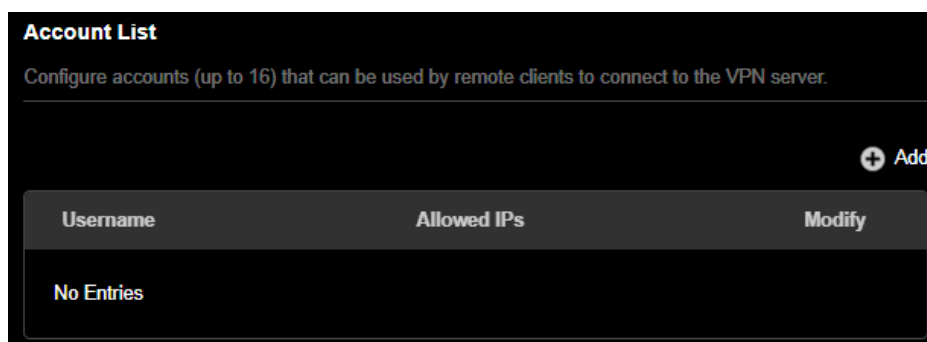 Account List
Configure accounts (up to 16) that can be used by remote clients to connect to the VPN server.
Add
Username Allowed IPs Modify
No Entries